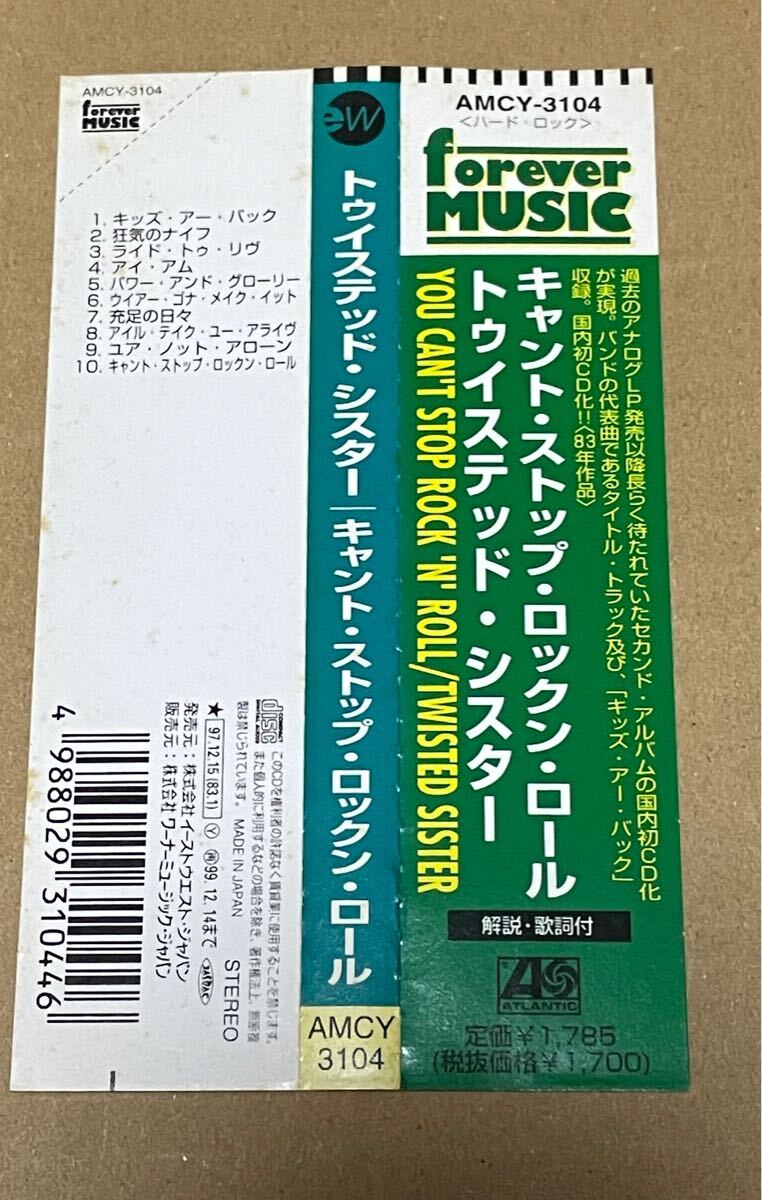 AMCY-3104
forever
MUSIC
1. キッズ・アー・バック
2. 狂気のナイフ
3. ライド・トゥ・リヴ
4. アイ・アム
5. パワー・アンド・グローリー
6. ウイアー・ゴナ・メイク・イット
7. 充足の日々
8. アイル・テイク・ユー・アライヴ
9. ユア・ノット・アローン
10. キャント・ストップ・ロックン・ロール
COMPACT
disc
DIGITAL AUDIO
このCDを権利者の許諾なく賃貸業に使用することを禁じます。
また個人的に利用するなどの場合を除き、著作権法上、無断複
製は禁じられています。 MADE IN JAPAN
STEREO
★ 97.12.15 (83.1) Ⓨ ㋫99.12.14まで
発売元：株式会社イーストウエスト・ジャパン
販売元：株式会社ワーナーミュージック・ジャパン
4 988029 310446
ew
トゥイステッド・シスター｜キャント・ストップ・ロックン・ロール
AMCY
3104
AMCY-3104
＜ハード・ロック＞
forever
MUSIC
過去のアナログLP発売以降長らく待たれていたセカンド・アルバムの国内初CD化
が実現。バンドの代表曲であるタイトル・トラック及び、「キッズ・アー・バック」
収録。国内初CD化!!〈83年作品〉
キャント・ストップ・ロックン・ロール
トゥイステッド・シスター
YOU CAN'T STOP ROCK 'N' ROLL/TWISTED SISTER
解説・歌詞付
ATLANTIC
定価￥1,785
(税抜価格￥1,700)